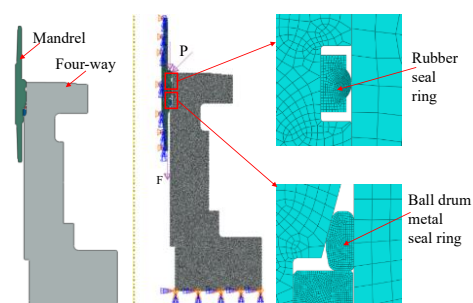 Mandrel
Four-way
P
F
Rubber
seal
ring
Ball drum
metal
seal ring